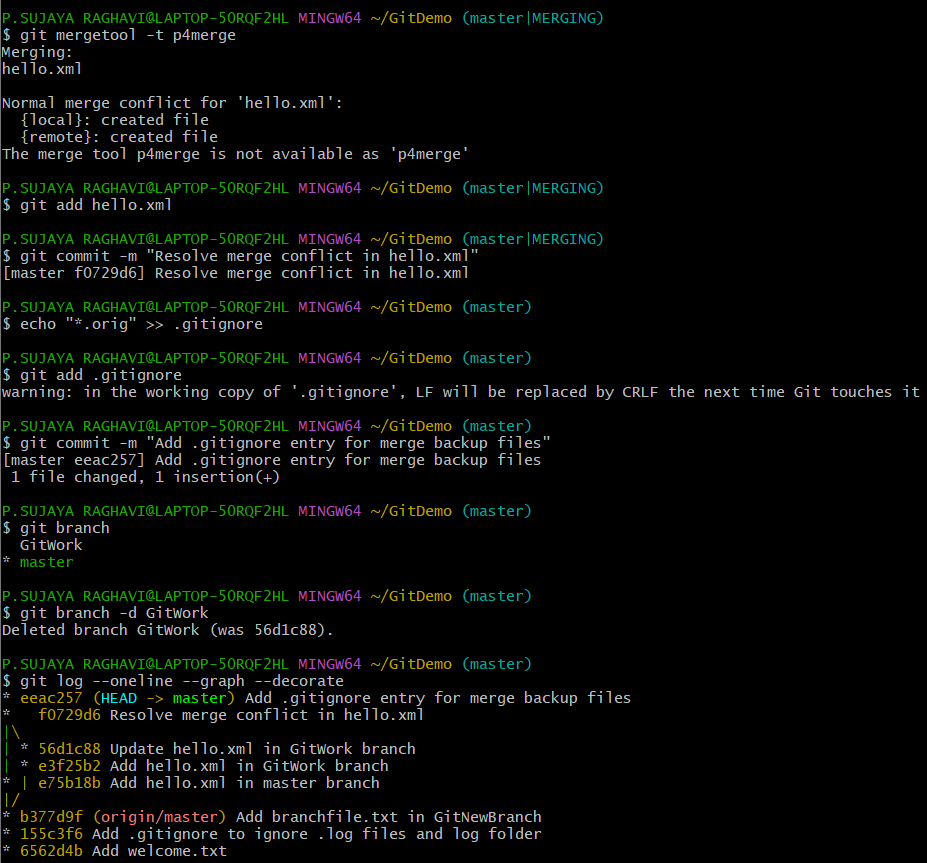 P.SUJAYA RAGHAVI@LAPTOP-5ORQF2HL MINGW64 ~/GitDemo (master|MERGING)
$ git mergetool -t p4merge
Merging:
hello.xml

Normal merge conflict for 'hello.xml':
  {local}: created file
  {remote}: created file
The merge tool p4merge is not available as 'p4merge'

P.SUJAYA RAGHAVI@LAPTOP-5ORQF2HL MINGW64 ~/GitDemo (master|MERGING)
$ git add hello.xml

P.SUJAYA RAGHAVI@LAPTOP-5ORQF2HL MINGW64 ~/GitDemo (master|MERGING)
$ git commit -m "Resolve merge conflict in hello.xml"
[master f0729d6] Resolve merge conflict in hello.xml

P.SUJAYA RAGHAVI@LAPTOP-5ORQF2HL MINGW64 ~/GitDemo (master)
$ echo "*.orig" >> .gitignore

P.SUJAYA RAGHAVI@LAPTOP-5ORQF2HL MINGW64 ~/GitDemo (master)
$ git add .gitignore
warning: in the working copy of '.gitignore', LF will be replaced by CRLF the next time Git touches it

P.SUJAYA RAGHAVI@LAPTOP-5ORQF2HL MINGW64 ~/GitDemo (master)
$ git commit -m "Add .gitignore entry for merge backup files"
[master eeac257] Add .gitignore entry for merge backup files
 1 file changed, 1 insertion(+)

P.SUJAYA RAGHAVI@LAPTOP-5ORQF2HL MINGW64 ~/GitDemo (master)
$ git branch
  GitWork
* master

P.SUJAYA RAGHAVI@LAPTOP-5ORQF2HL MINGW64 ~/GitDemo (master)
$ git branch -d GitWork
Deleted branch GitWork (was 56d1c88).

P.SUJAYA RAGHAVI@LAPTOP-5ORQF2HL MINGW64 ~/GitDemo (master)
$ git log --oneline --graph --decorate
* eeac257 (HEAD -> master) Add .gitignore entry for merge backup files
*   f0729d6 Resolve merge conflict in hello.xml
|\
| * 56d1c88 Update hello.xml in GitWork branch
| * e3f25b2 Add hello.xml in GitWork branch
* | e75b18b Add hello.xml in master branch
|/
* b377d9f (origin/master) Add branchfile.txt in GitNewBranch
* 155c3f6 Add .gitignore to ignore .log files and log folder
* 6562d4b Add welcome.txt